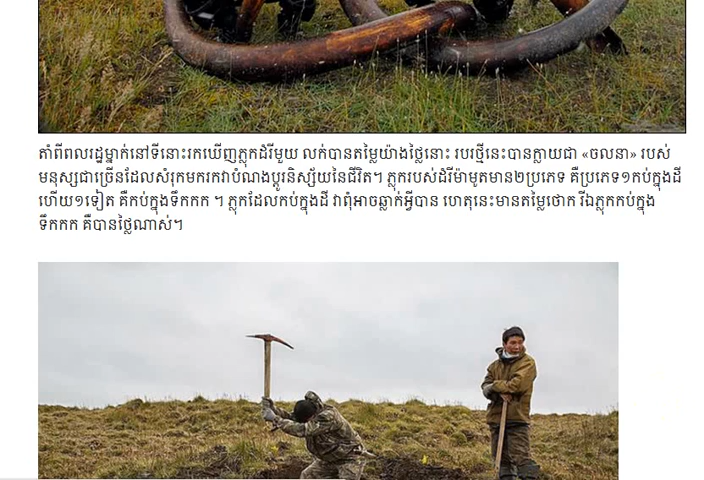 តាំពីពលរដ្ឋម្នាក់នៅទីនោះរកឃើញភ្លុកដំរីមួយ លក់បានតម្លៃយ៉ាងថ្លៃនោះ របរថ្មីនេះបានក្លាយជា «ចលនា» របស់
មនុស្សជាច្រើនដែលសំរុកមករកវាបំណងប្តូរនិស្ស័យនៃជីវិត។ ភ្លុករបស់ដំរីម៉ាមូតមាន២ប្រភេទ គឺប្រភេទ១កប់ក្នុងដី
ហើយ១ទៀត គឺកប់ក្នុងទឹកកក ។ ភ្លុកដែលកប់ក្នុងដី វាពុំអាចឆ្លាក់អ្វីបាន ហេតុនេះមានតម្លៃថោក រីឯភ្លុកកប់ក្នុង
ទឹកកក គឺបានថ្លៃណាស់។